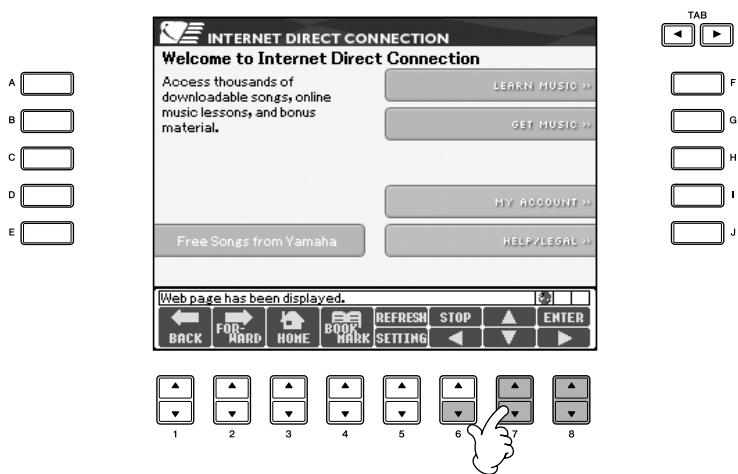 TAB
INTERNET DIRECT CONNECTION
Welcome to Internet Direct Connection
Access thousands of
downloadable songs, online
music lessons, and bonus
material.
LEARN MUSIC >>
GET MUSIC >>
MY ACCOUNT >>
Free Songs from Yamaha
HELP/LEGAL >>
Web page has been displayed.
BACK
FOR-
WARD
HOME
BOOK
MARK
REFRESH
SETTING
STOP
ENTER
A
B
C
D
E
F
G
H
I
J
1 2 3 4 5 6 7 8